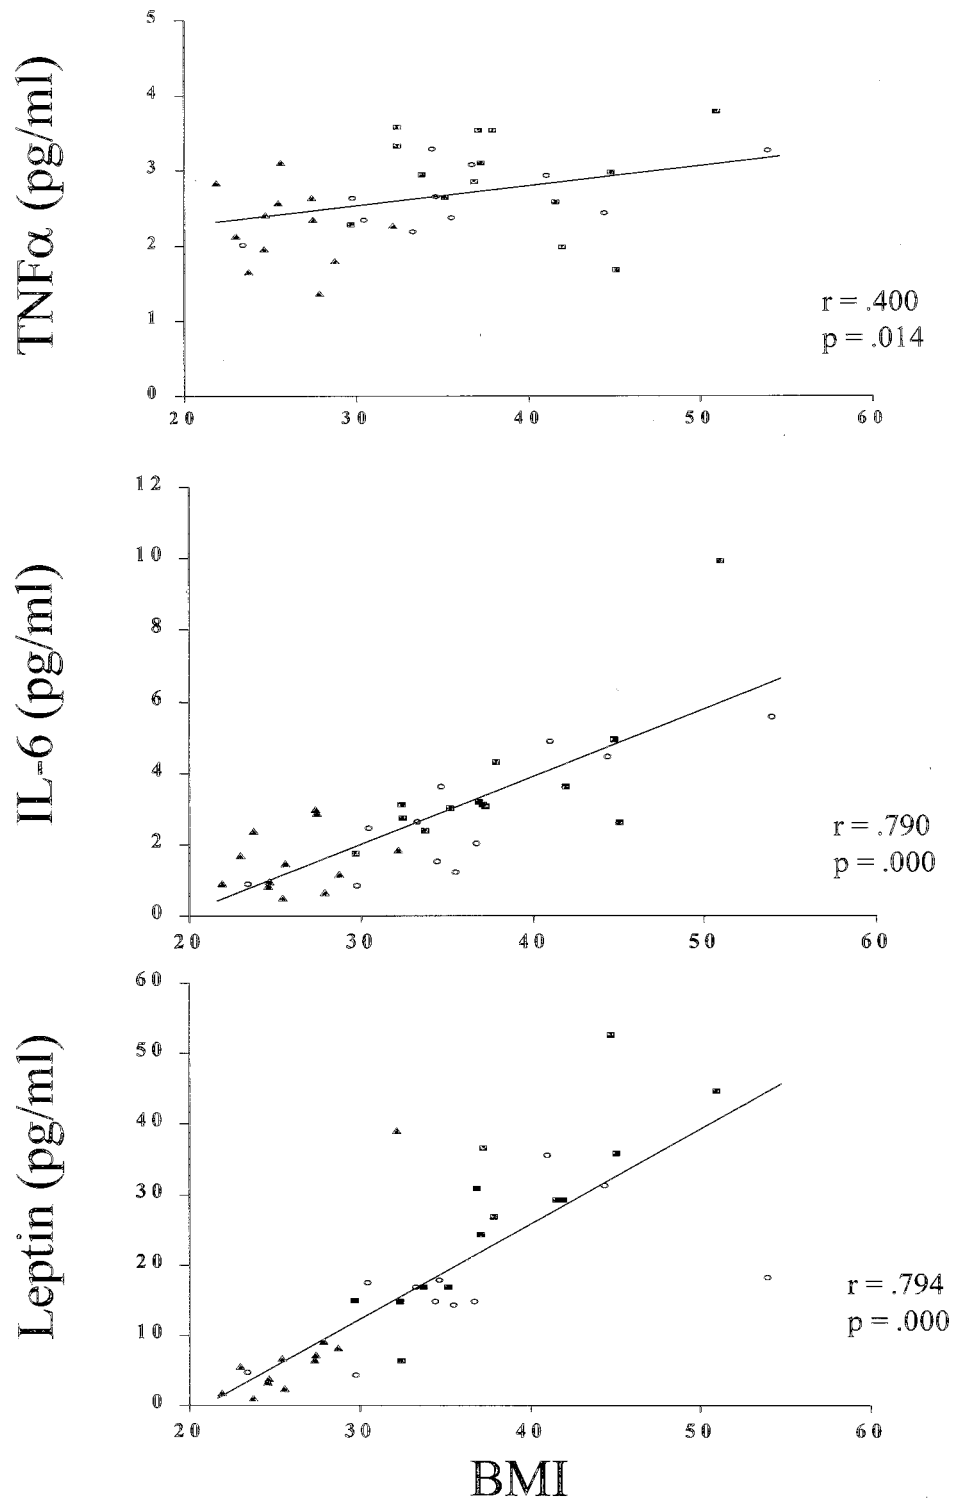 TNFα (pg/ml)
5
4
3
2
1
0
20 30 40 50 60
r = .400
p = .014
IL-6 (pg/ml)
12
10
8
6
4
2
0
20 30 40 50 60
r = .790
p = .000
Leptin (pg/ml)
60
50
40
30
20
10
0
20 30 40 50 60
r = .794
p = .000
BMI